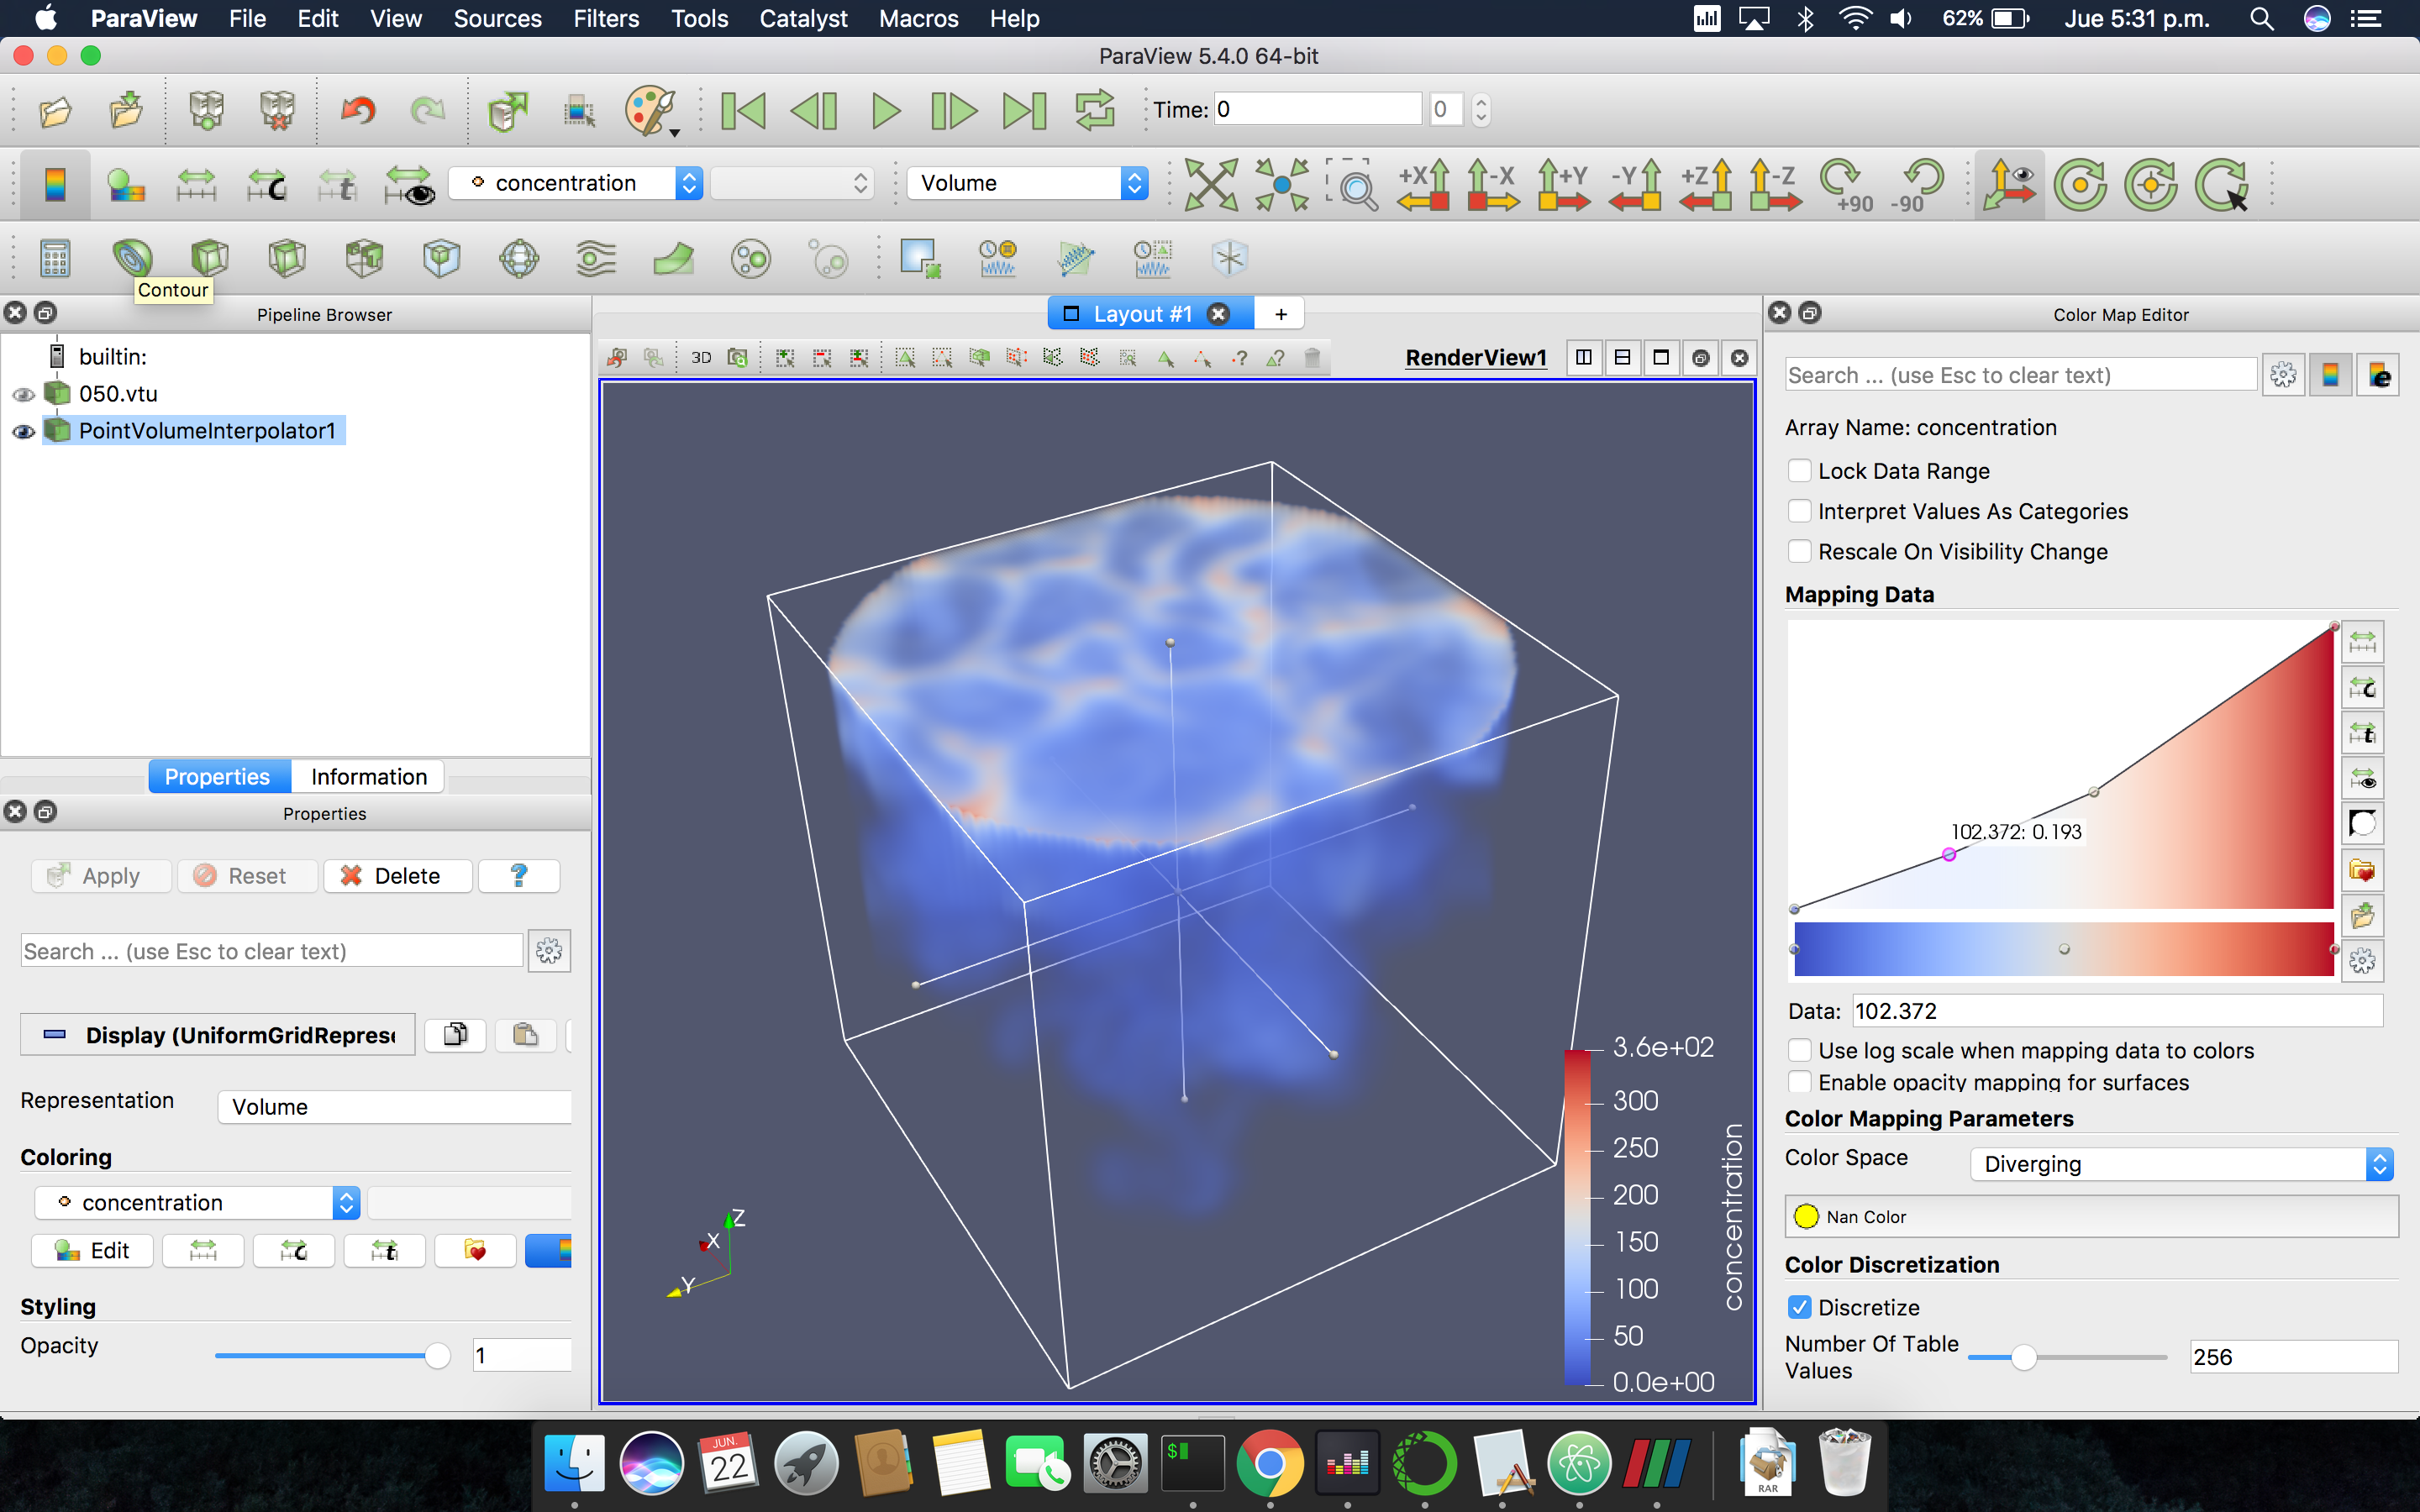 ParaView File Edit View Sources Filters Tools Catalyst Macros Help 62% Jue 5:31 p.m.
ParaView 5.4.0 64-bit
Time: 0 0
concentration Volume +X -X +Y -Y +Z -Z +90 -90
Contour
Pipeline Browser
builtin:
050.vtu
PointVolumeInterpolator1
Properties Information
Properties
Apply Reset Delete ?
Search ... (use Esc to clear text)
Display (UniformGridRepres
Representation Volume
Coloring
concentration
Edit
Styling
Opacity 1
Layout #1 +
3D RenderView1
3.6e+02
300
250
200
150
100
50
0.0e+00
concentration
Z
X
Y
Color Map Editor
Search ... (use Esc to clear text)
Array Name: concentration
Lock Data Range
Interpret Values As Categories
Rescale On Visibility Change
Mapping Data
102.372: 0.193
Data: 102.372
Use log scale when mapping data to colors
Enable opacity mapping for surfaces
Color Mapping Parameters
Color Space Diverging
Nan Color
Color Discretization
Discretize
Number Of Table
Values 256
JUN.
22
RAR